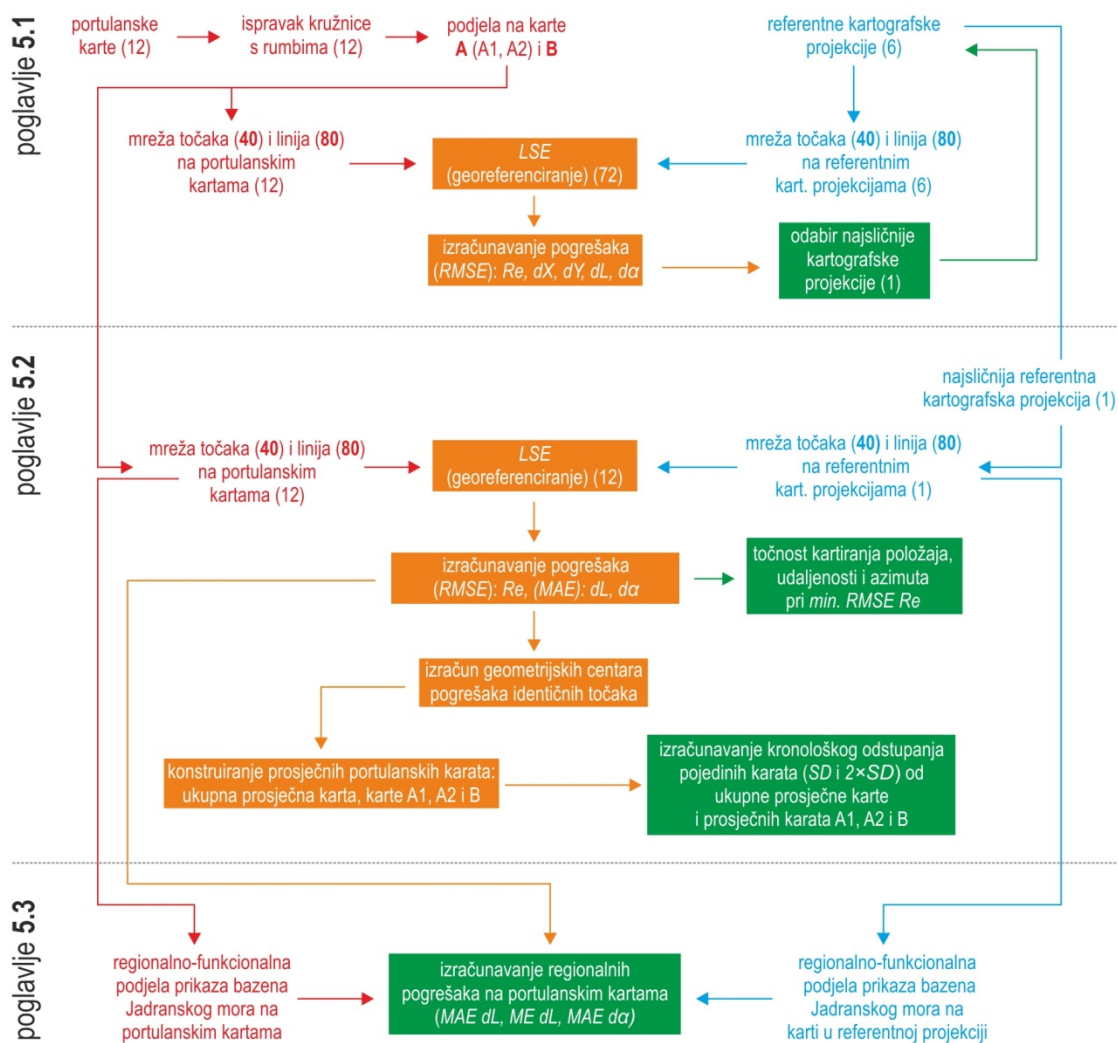 poglavlje 5.1
portulanske
karte (12)
ispravak kružnice
s rumbima (12)
podjela na karte
A (A1, A2) i B
referentne kartografske
projekcije (6)
mreža točaka (40) i linija (80)
na portulanskim
kartama
(12)
LSE
(georeferenciranje) (72)
mreža točaka (40) i linija (80)
na referentnim
kart. projekcijama (6)
izračunavanje pogrešaka
(RMSE): Re, dX, dY, dL, dα
odabir najsličnije
kartografske
projekcije (1)
poglavlje 5.2
najsličnija referentna
kartografska projekcija (1)
mreža točaka (40) i linija (80)
na portulanskim
kartama
(12)
LSE
(georeferenciranje) (12)
mreža točaka (40) i linija (80)
na referentnim
kart. projekcijama (1)
izračunavanje pogrešaka
(RMSE): Re, (MAE): dL, dα
točnost kartiranja položaja,
udaljenosti i azimuta
pri min. RMSE Re
izračun geometrijskih centara
pogrešaka identičnih točaka
konstruiranje prosječnih portulanskih karata:
ukupna prosječna karta, karte A1, A2 i B
izračunavanje kronološkog odstupanja
pojedinih karata (SD i 2×SD) od
ukupne prosječne karte
i prosječnih karata A1, A2 i B
poglavlje 5.3
regionalno-funkcionalna
podjela prikaza bazena
Jadranskog mora na
portulanskim kartama
izračunavanje regionalnih
pogrešaka na portulanskim kartama
(MAE dL, ME dL, MAE dα)
regionalno-funkcionalna
podjela prikaza bazena
Jadranskog mora na
karti u referentnoj projekciji